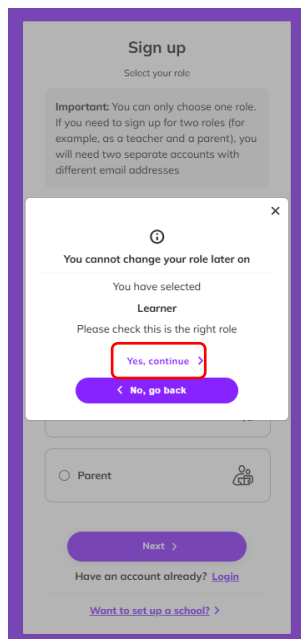 Sign up
Select your role
Important: You can only choose one role.
If you need to sign up for two roles (for
example, as a teacher and a parent), you
will need two separate accounts with
different email addresses
You cannot change your role later on
You have selected
Learner
Please check this is the right role
Yes, continue
No, go back
Parent
Next
Have an account already? Login
Want to set up a school?